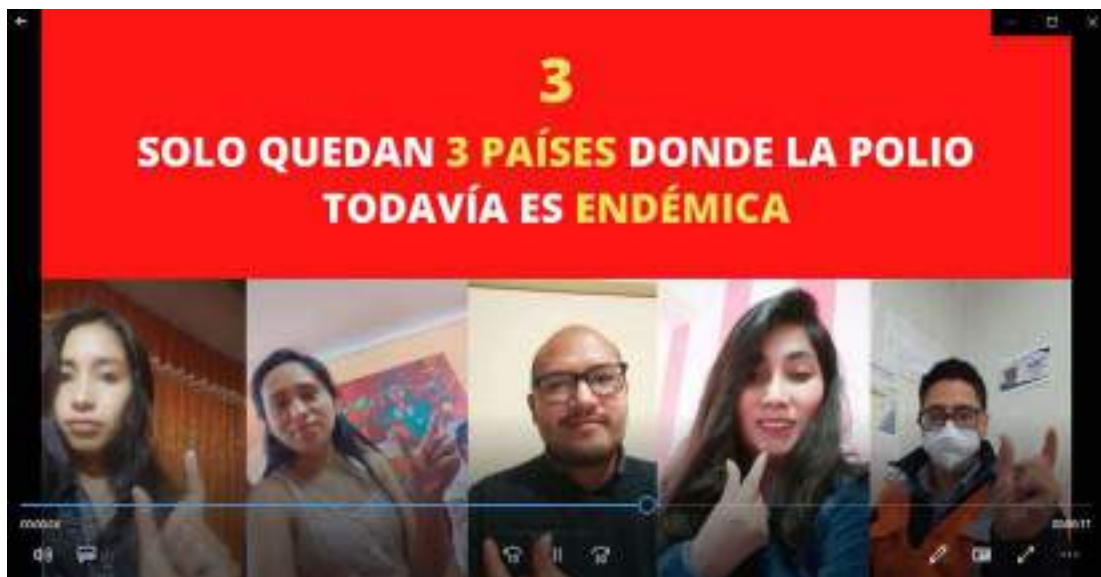 3
SOLO QUEDAN 3 PAÍSES DONDE LA POLIO
TODAVÍA ES ENDÉMICA